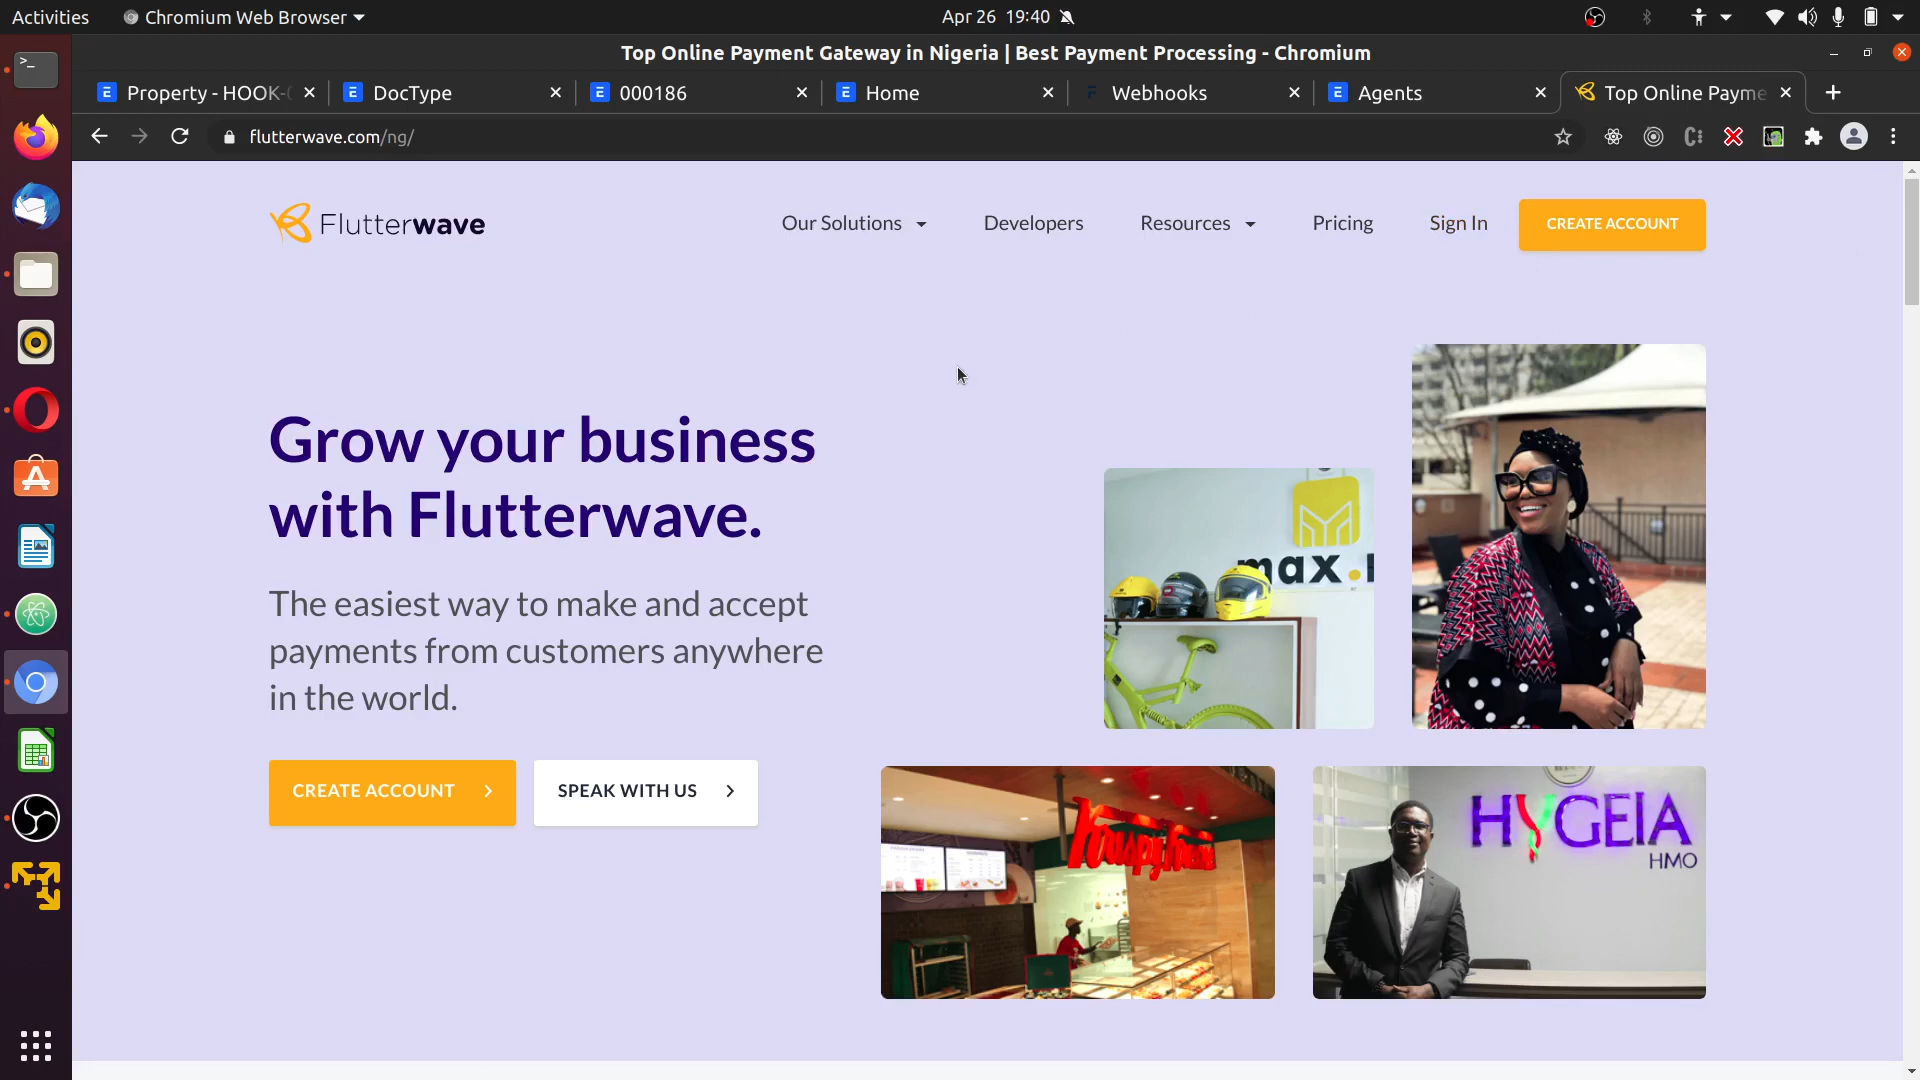 Activities
Chromium Web Browser
Apr 26 19:40
Top Online Payment Gateway in Nigeria | Best Payment Processing - Chromium
Property - HOOK-
DocType
000186
Home
Webhooks
Agents
Top Online Payme
flutterwave.com/ng/
Flutterwave
Our Solutions
Developers
Resources
Pricing
Sign In
CREATE ACCOUNT
Grow your business
with Flutterwave.
The easiest way to make and accept
payments from customers anywhere
in the world.
CREATE ACCOUNT
SPEAK WITH US
max.
Krispy Kreme
HYGEIA
HMO